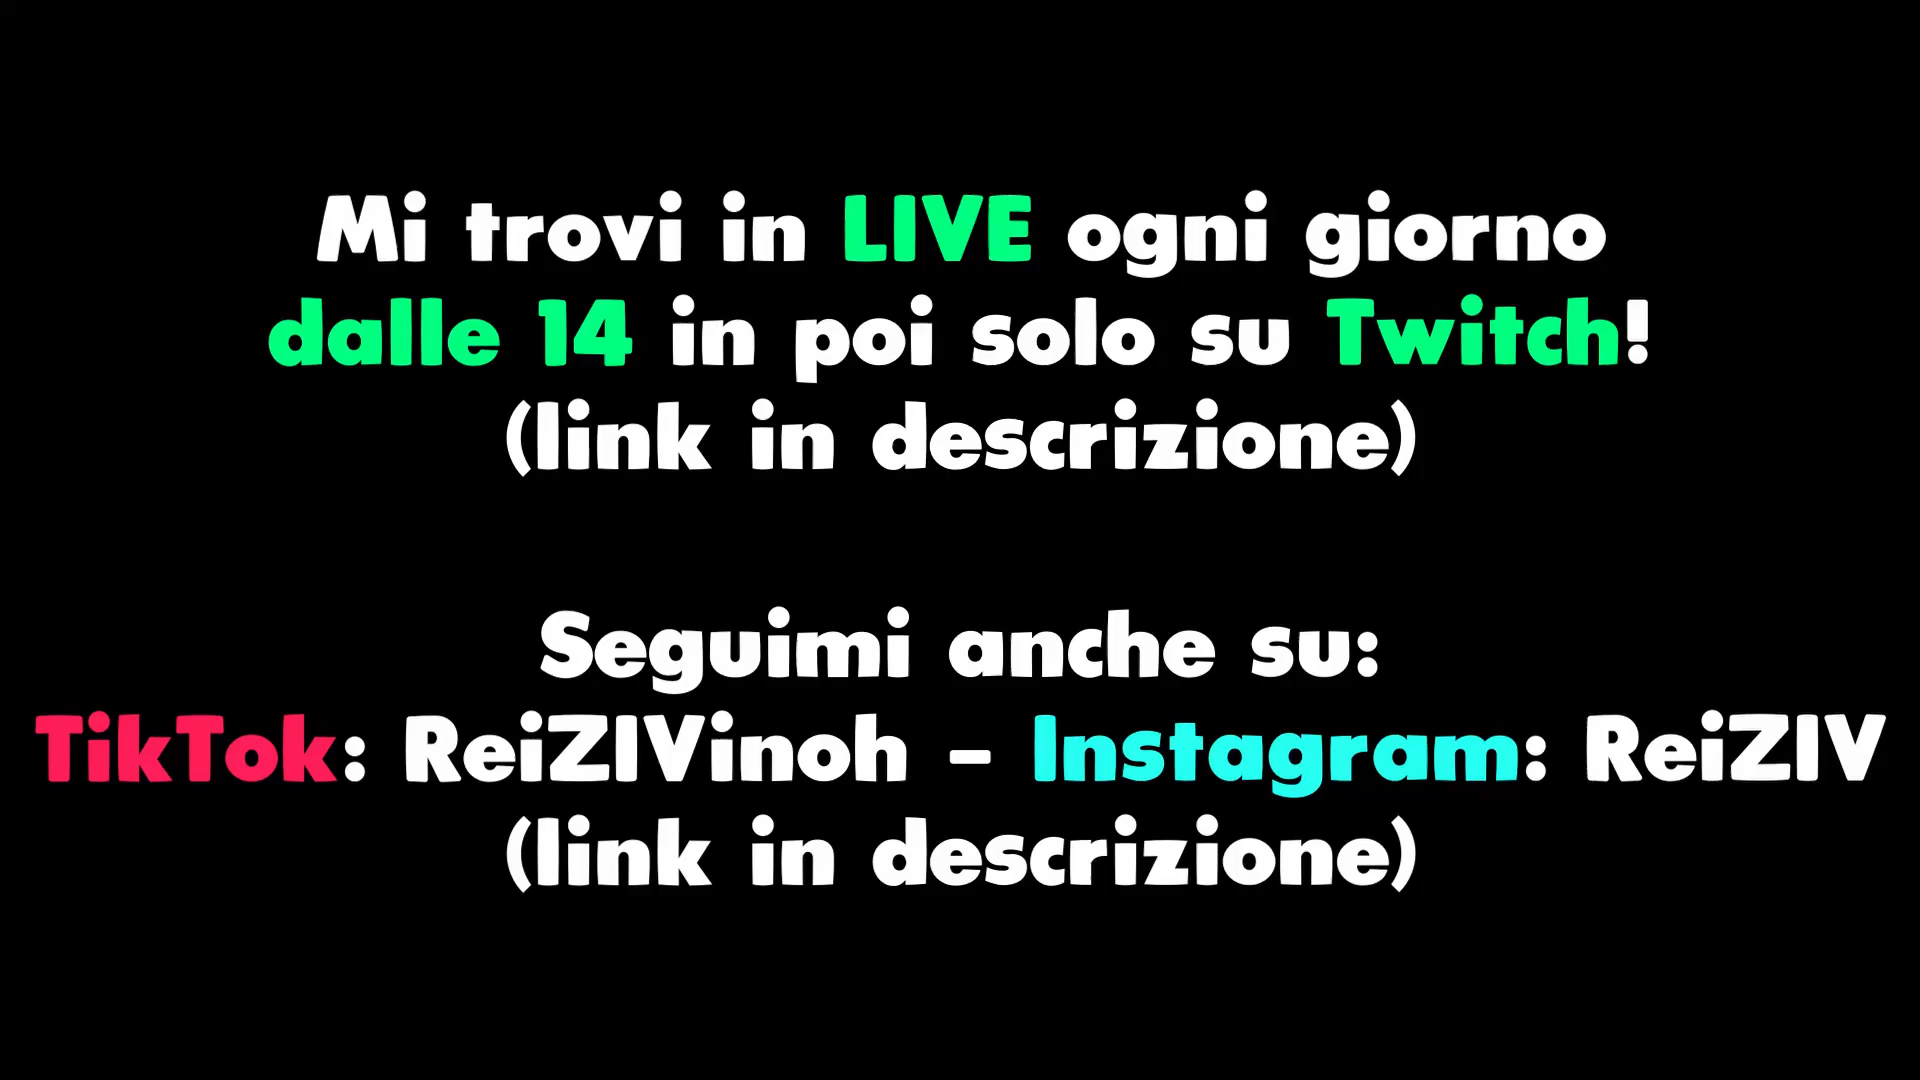 Mi trovi in LIVE ogni giorno
dalle 14 in poi solo su Twitch!
(link in descrizione)
Seguimi anche su:
TikTok: ReiZIVinoh - Instagram: ReiZIV
(link in descrizione)